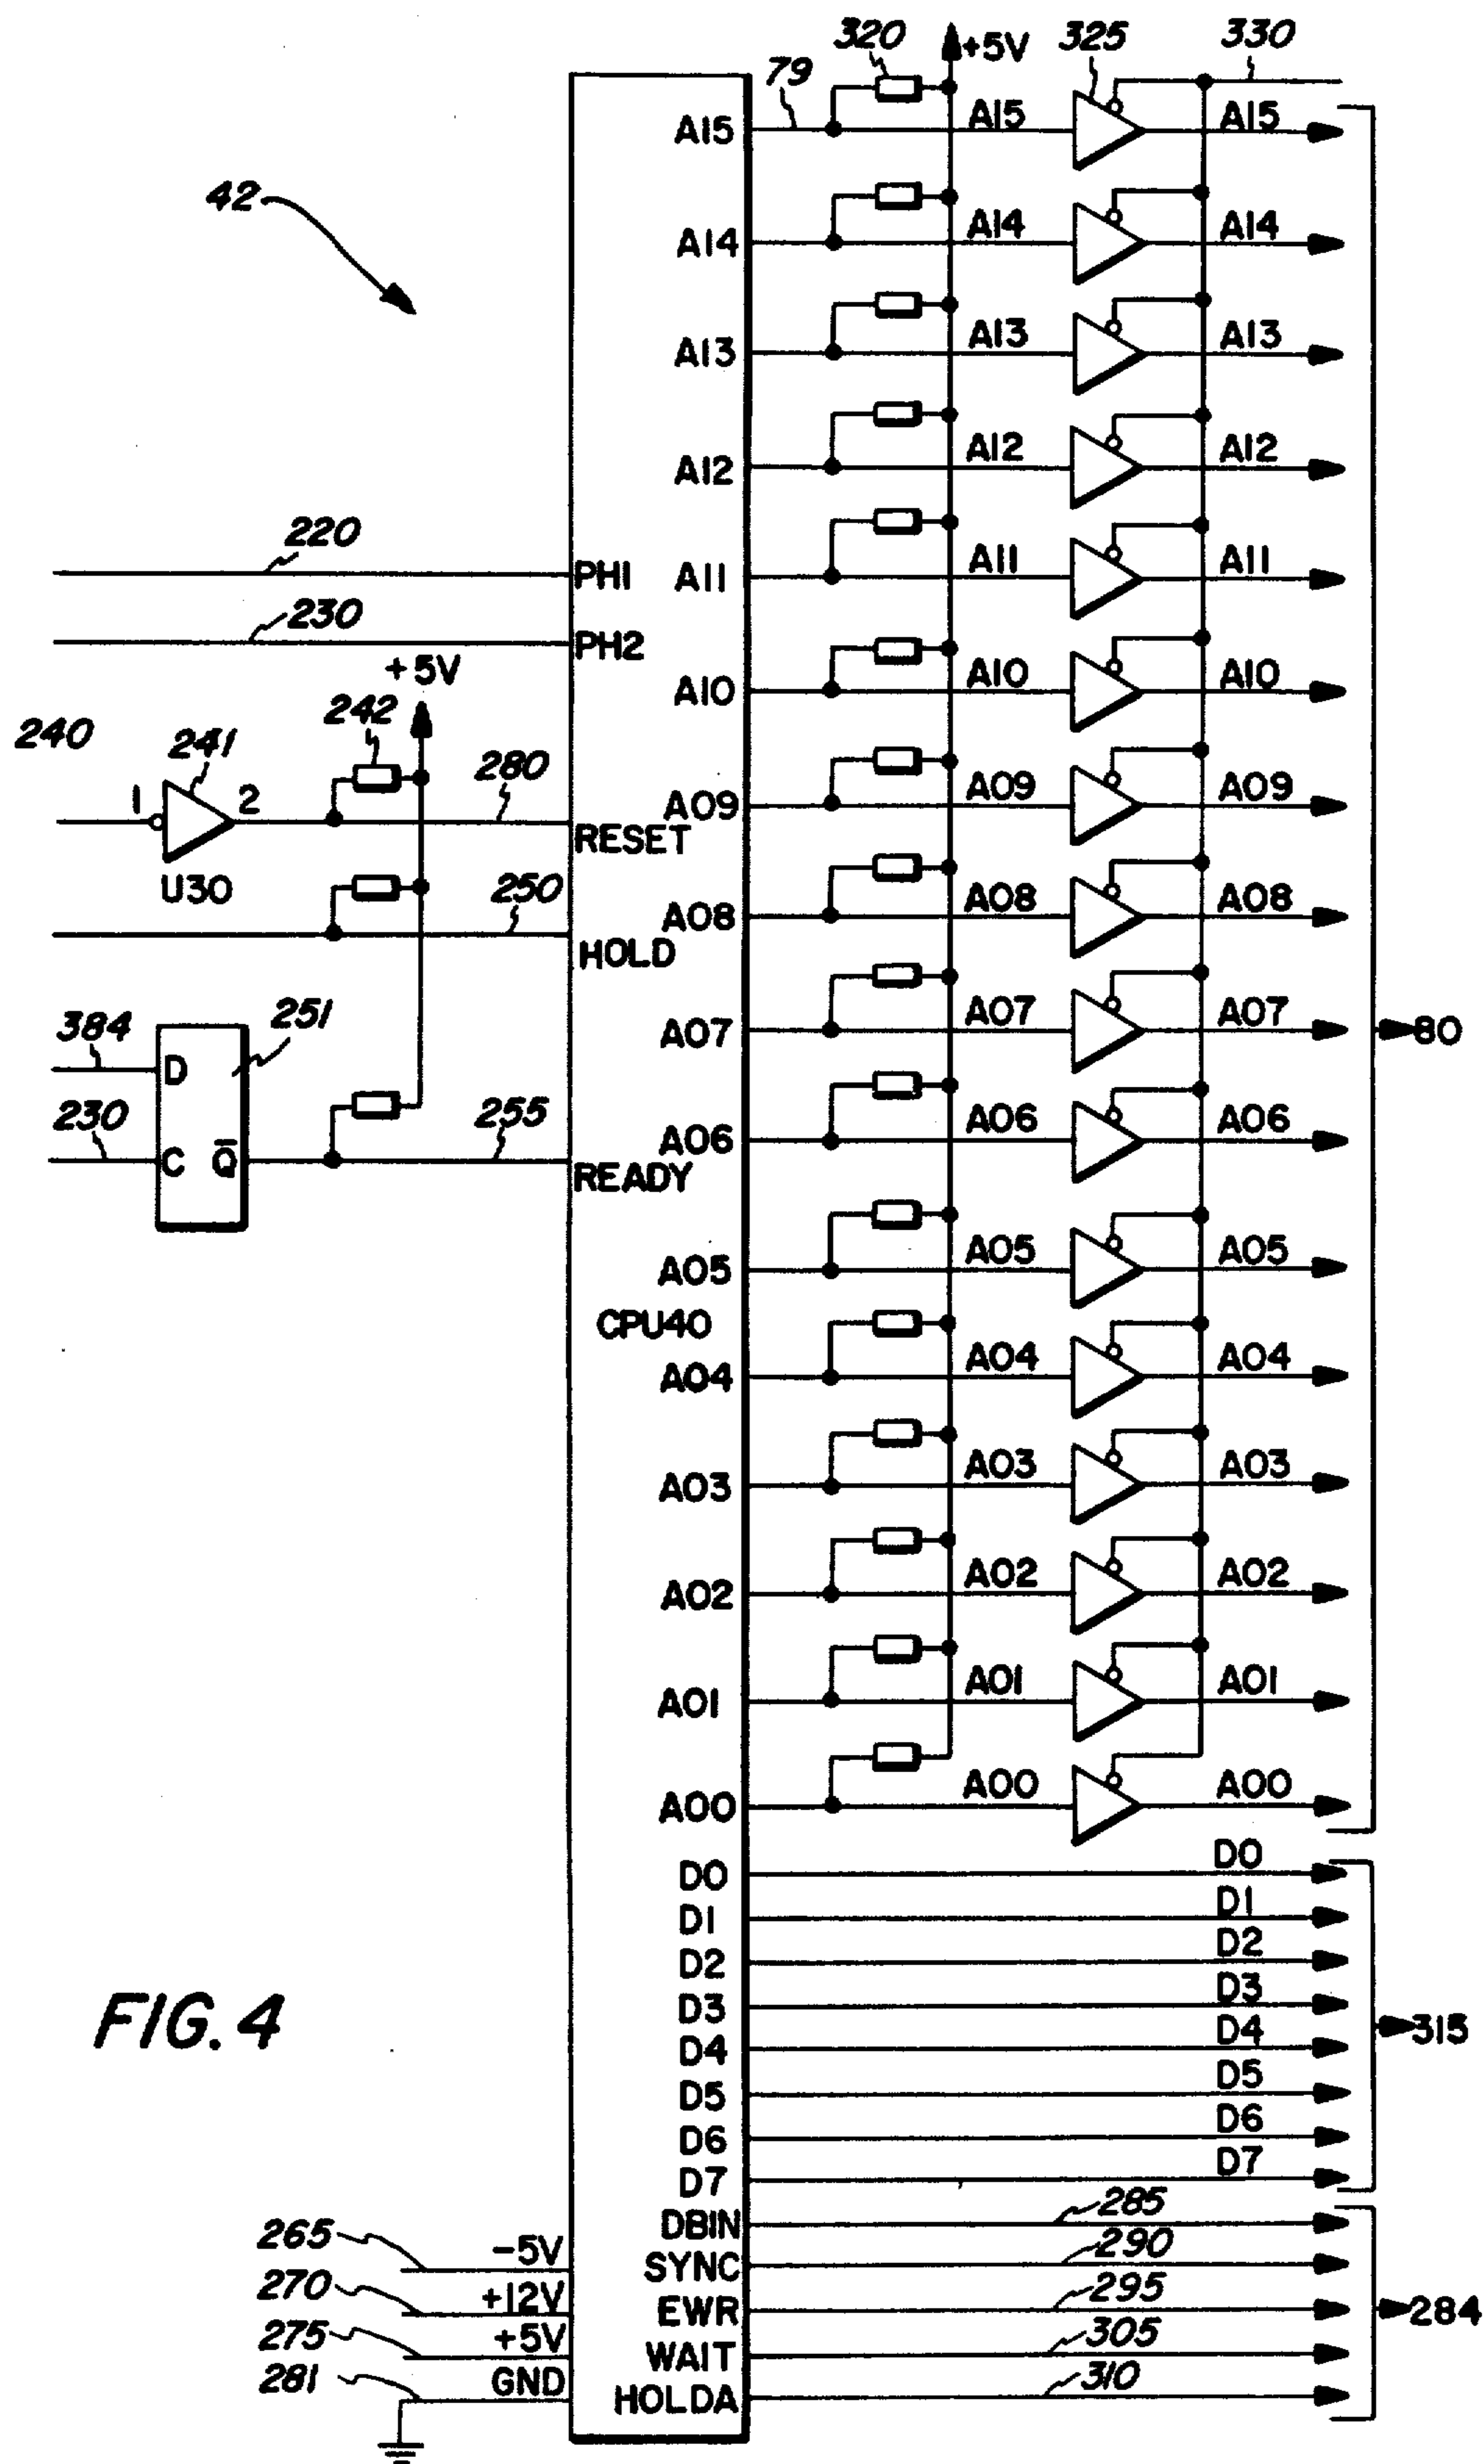 320 +5V 325 330
79
A15 A15 A15
42
A14 A14 A14
A13 A13 A13
A12 A12 A12
220
PH1 A11 A11 A11
230
PH2
+5V
A10 A10 A10
240 241 242 280
1 2
A09 A09 A09
RESET
U30 250
A08 A08 A08
HOLD
384 251
D
A07 A07 A07
80
230 255
C Q̅
A06 A06 A06
READY
A05 A05 A05
CPU40
A04 A04 A04
A03 A03 A03
A02 A02 A02
A01 A01 A01
A00 A00 A00
D0 D0
D1 D1
D2 D2
D3 D3
FIG. 4
315
D4 D4
D5 D5
D6 D6
D7 D7
DBIN 285
265 -5V
SYNC 290
270 +12V
EWR 295
284
275 +5V
WAIT 305
281 GND
HOLDA 310